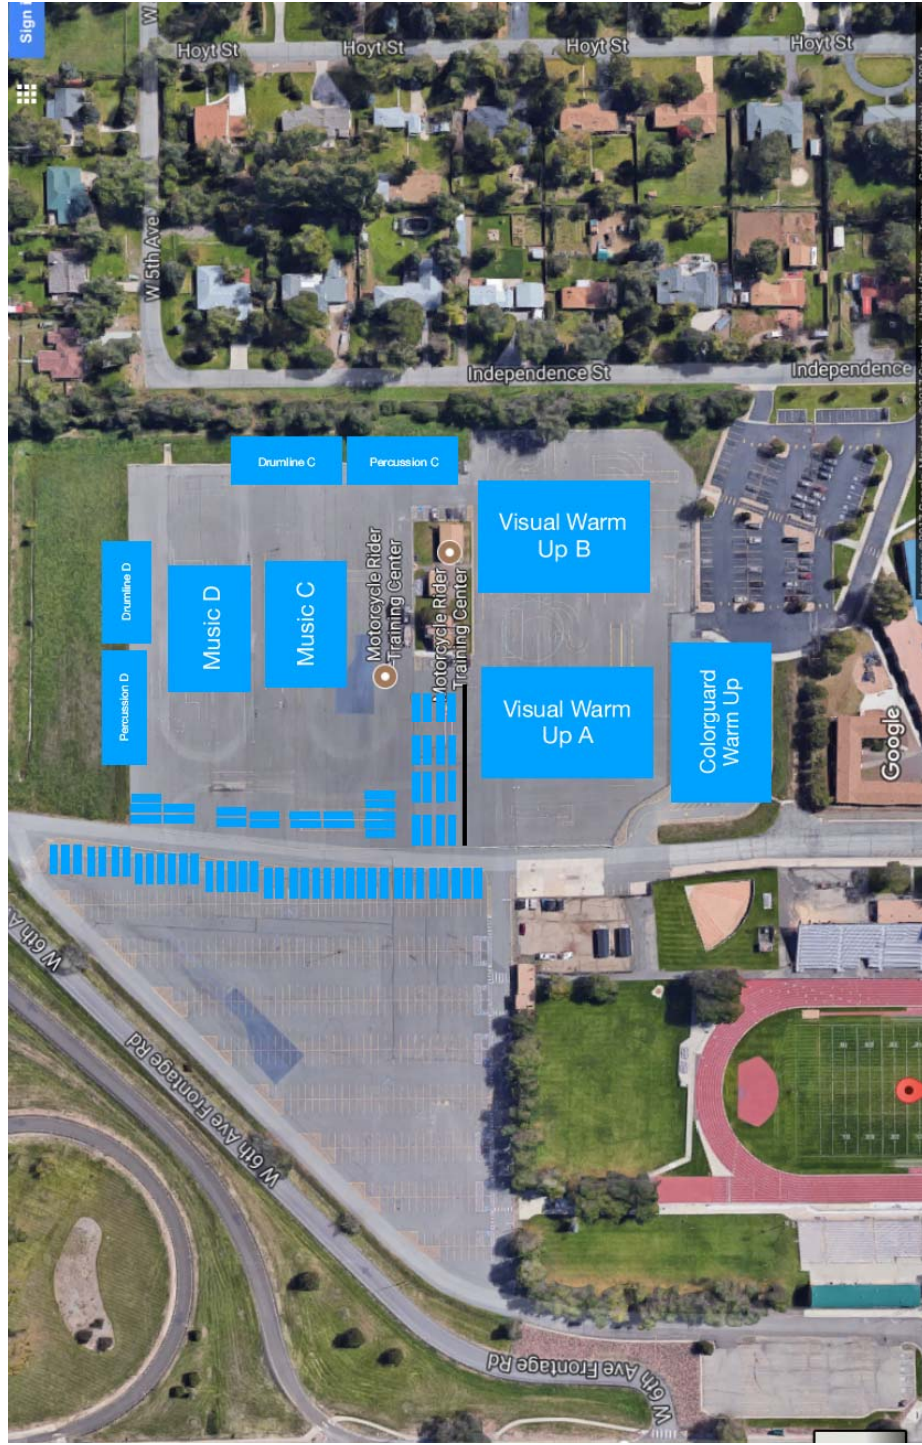 Sign i
W
Hoyt St
Hoyt St
Hoyt St
Hoyt St
W 5th Ave
Independence St
Independence
Drumline C
Percussion C
Visual Warm
Up B
Motorcycle Rider
Training Center
Motorcycle Rider
Training Center
Drumline D
Music D
Music C
Percussion D
Visual Warm
Up A
Colorguard
Warm Up
Google
W 6th A
W 6th Ave Frontage Rd
W 6th Ave Frontage Rd